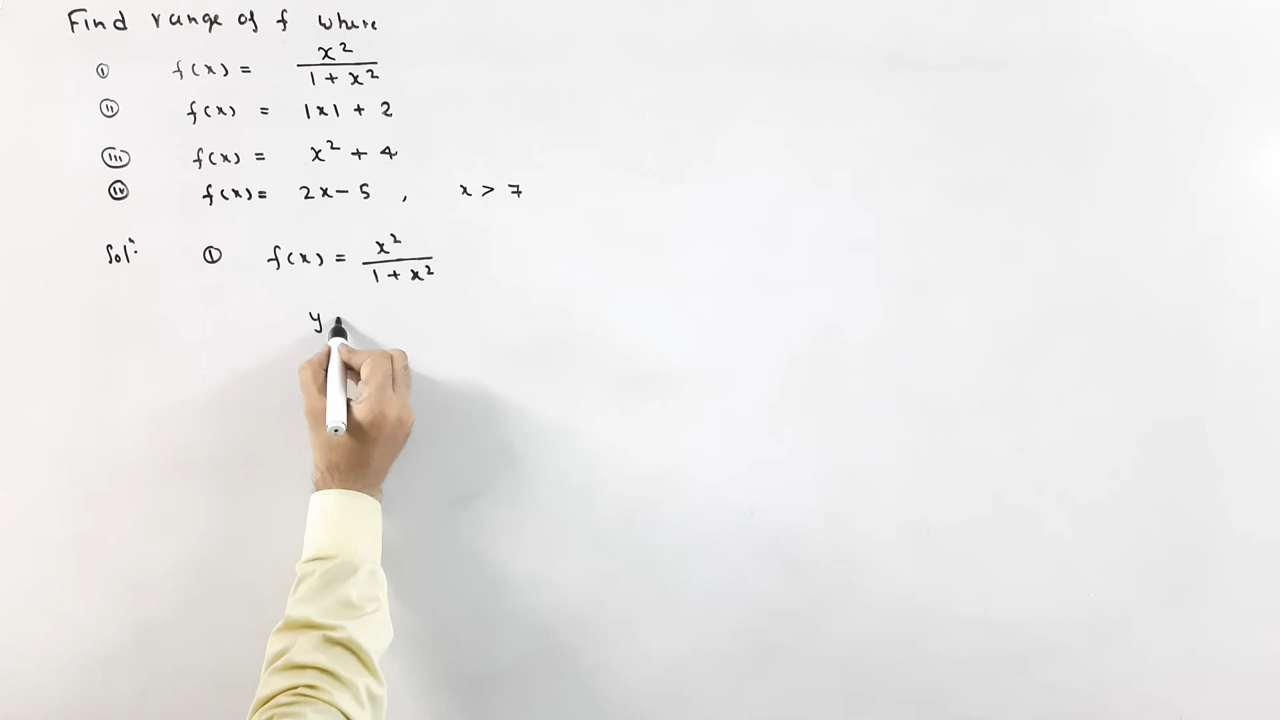 Find range of f where
(i) f(x) = x²/(1 + x²)
(ii) f(x) = |x| + 2
(iii) f(x) = x² + 4
(iv) f(x) = 2x - 5 , x > 7
Solⁿ: (i) f(x) = x²/(1 + x²)
y